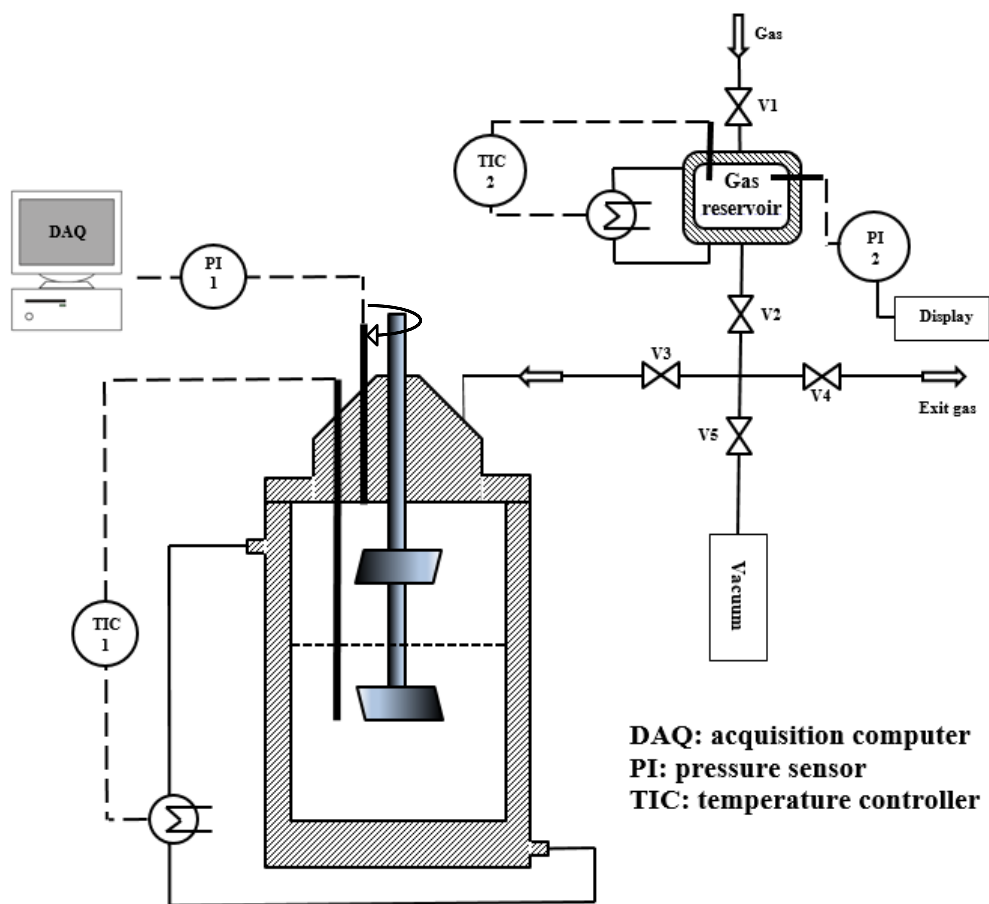 Gas
V1
TIC
2
Gas
reservoir
DAQ
PI
1
PI
2
V2
Display
V3
V4
Exit gas
V5
TIC
1
Vacuum
DAQ: acquisition computer
PI: pressure sensor
TIC: temperature controller